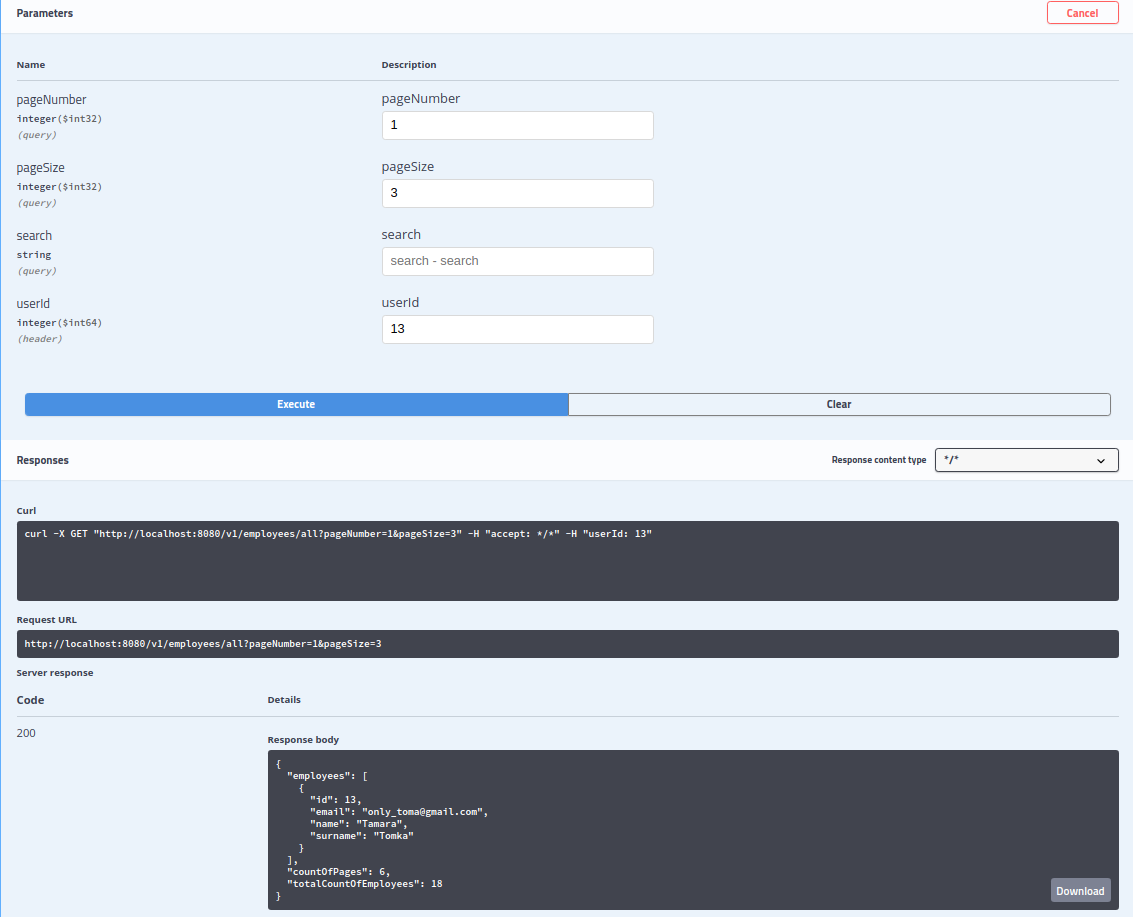 Parameters
Cancel
Name Description
pageNumber pageNumber
integer($int32)
(query)
1
pageSize pageSize
integer($int32)
(query)
3
search search
string
(query)
search - search
userId userId
integer($int64)
(header)
13
Execute Clear
Responses Response content type */*
Curl
curl -X GET "http://localhost:8080/v1/employees/all?pageNumber=1&pageSize=3" -H "accept: */*" -H "userId: 13"
Request URL
http://localhost:8080/v1/employees/all?pageNumber=1&pageSize=3
Server response
Code Details
200
Response body
{
  "employees": [
    {
      "id": 13,
      "email": "only_toma@gmail.com",
      "name": "Tamara",
      "surname": "Tomka"
    }
  ],
  "countOfPages": 6,
  "totalCountOfEmployees": 18
}
Download